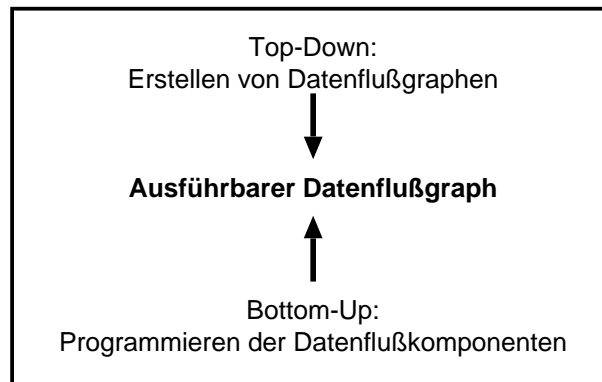 Top-Down:
Erstellen von Datenflußgraphen
Ausführbarer Datenflußgraph
Bottom-Up:
Programmieren der Datenflußkomponenten